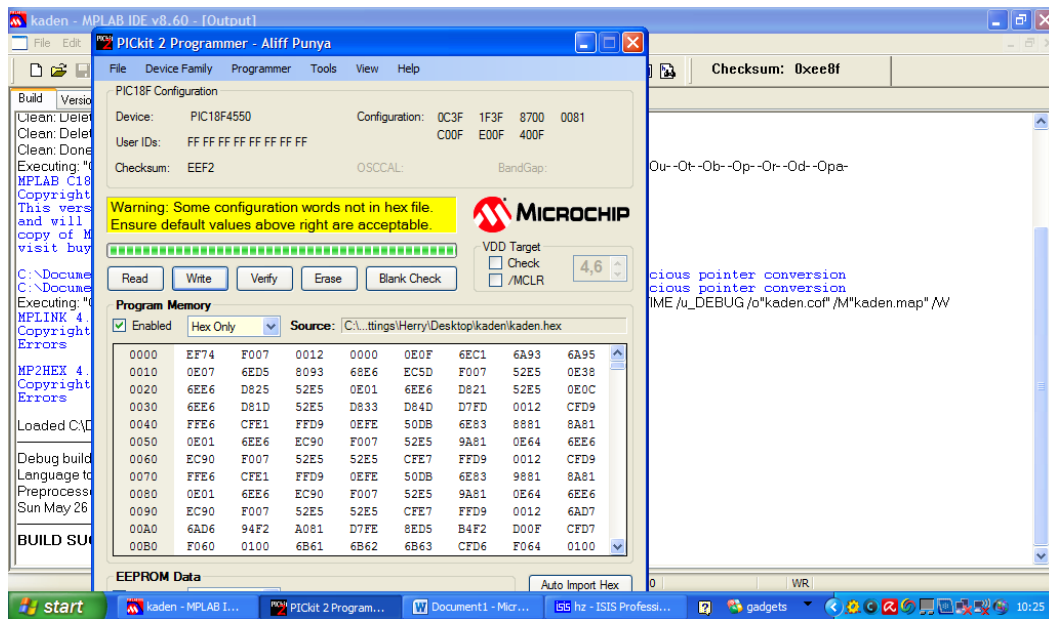 kaden - MPLAB IDE v8.60 - [Output]
File Edit
Checksum: 0xee8f
Build Versio
Clean: Delet
Clean: Delet
Clean: Done
Executing: "C
MPLAB C18
Copyright
This vers
and will
copy of M
visit buy
C:\Docume
C:\Docume
Executing: "C
MPLINK 4.
Copyright
Errors
MP2HEX 4.
Copyright
Errors
Loaded C:\D
Debug build
Language to
Preprocess
Sun May 26
BUILD SU
-Ou- -Ot- -Ob- -Op- -Or- -Od- -Opa-
cious pointer conversion
cious pointer conversion
TIME /u_DEBUG /o"kaden.cof" /M"kaden.map" /W
PICkit 2 Programmer - Aliff Punya
File Device Family Programmer Tools View Help
PIC18F Configuration
Device: PIC18F4550 Configuration: 0C3F 1F3F 8700 0081
C00F E00F 400F
User IDs: FF FF FF FF FF FF FF FF
Checksum: EEF2 OSCCAL: BandGap:
Warning: Some configuration words not in hex file.
Ensure default values above right are acceptable.
MICROCHIP
VDD Target
Check
/MCLR
4,6
Read Write Verify Erase Blank Check
Program Memory
Enabled Hex Only Source: C:\...ttings\Herry\Desktop\kaden\kaden.hex
0000 EF74 F007 0012 0000 0E0F 6EC1 6A93 6A95
0010 0E07 6ED5 8093 68E6 EC5D F007 52E5 0E38
0020 6EE6 D825 52E5 0E01 6EE6 D821 52E5 0E0C
0030 6EE6 D81D 52E5 D833 D84D D7FD 0012 CFD9
0040 FFE6 CFE1 FFD9 0EFE 50DB 6E83 8881 8A81
0050 0E01 6EE6 EC90 F007 52E5 9A81 0E64 6EE6
0060 EC90 F007 52E5 52E5 CFE7 FFD9 0012 CFD9
0070 FFE6 CFE1 FFD9 0EFE 50DB 6E83 9881 8A81
0080 0E01 6EE6 EC90 F007 52E5 9A81 0E64 6EE6
0090 EC90 F007 52E5 52E5 CFE7 FFD9 0012 6AD7
00A0 6AD6 94F2 A081 D7FE 8ED5 B4F2 D00F CFD7
00B0 F060 0100 6B61 6B62 6B63 CFD6 F064 0100
EEPROM Data
Auto Import Hex
0 WR
start kaden - MPLAB I... PICkit 2 Program... Document1 - Micr... hz - ISIS Professi... gadgets 10:25